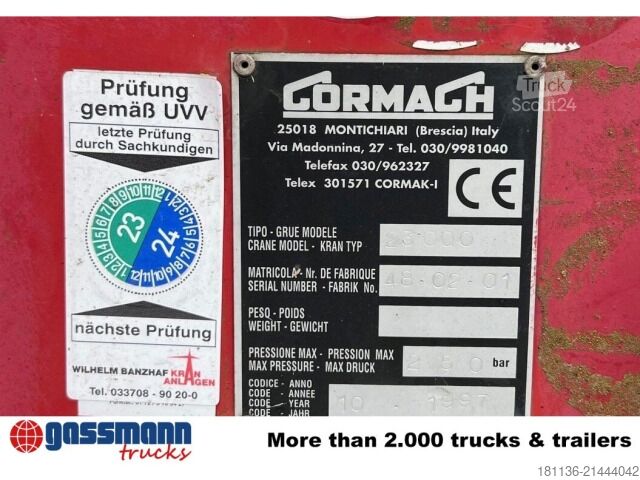 Prüfung
gemäß UVV
letzte Prüfung
durch Sachkundigen
23
24
nächste Prüfung
WILHELM BANZHAF KRAN
ANLAGEN
Tel. 033708 - 90 20-0
CORMACH
25018 MONTICHIARI (Brescia) Italy
Via Madonnina, 27 - Tel. 030/9981040
Telefax 030/962327
Telex 301571 CORMAK-I
CE
TIPO - GRUE MODELE
CRANE MODEL - KRAN TYP 23000
MATRICOLA - Nr. DE FABRIQUE
SERIAL NUMBER - FABRIK No. 48-02-01
PESO - POIDS
WEIGHT - GEWICHT
PRESSIONE MAX - PRESSION MAX
MAX PRESSURE - MAX DRUCK 250 bar
CODICE - ANNO
CODE - ANNEE
CODE - YEAR
CODE - JAHR
10 1997
Truck
Scout24
gassmann
trucks
More than 2.000 trucks & trailers
181136-21444042